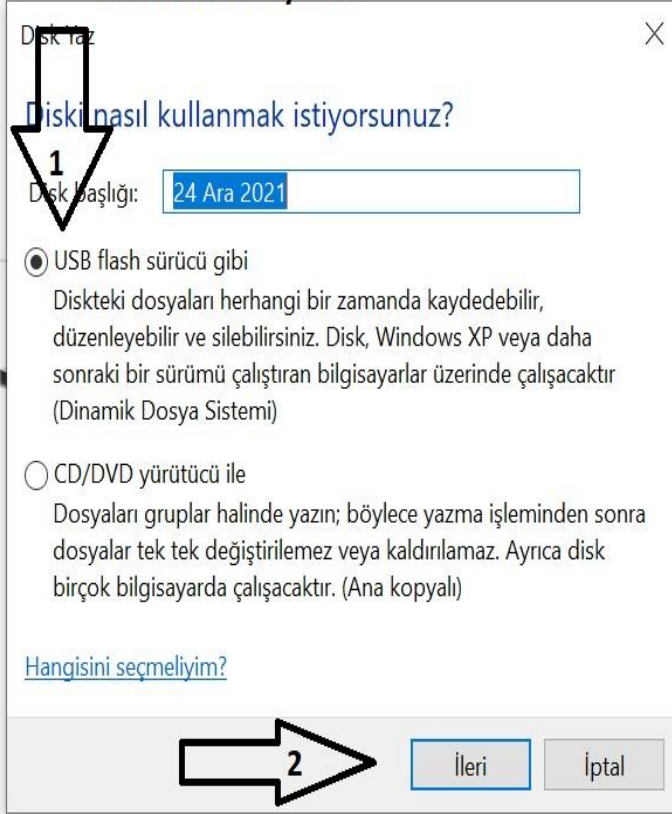 Disk Yaz
Diski nasıl kullanmak istiyorsunuz?
1
Disk başlığı: 24 Ara 2021
USB flash sürücü gibi
Diskteki dosyaları herhangi bir zamanda kaydedebilir,
düzenleyebilir ve silebilirsiniz. Disk, Windows XP veya daha
sonraki bir sürümü çalıştıran bilgisayarlar üzerinde çalışacaktır
(Dinamik Dosya Sistemi)
CD/DVD yürütücü ile
Dosyaları gruplar halinde yazın; böylece yazma işleminden sonra
dosyalar tek tek değiştirilemez veya kaldırılamaz. Ayrıca disk
birçok bilgisayarda çalışacaktır. (Ana kopyalı)
Hangisini seçmeliyim?
2 İleri İptal